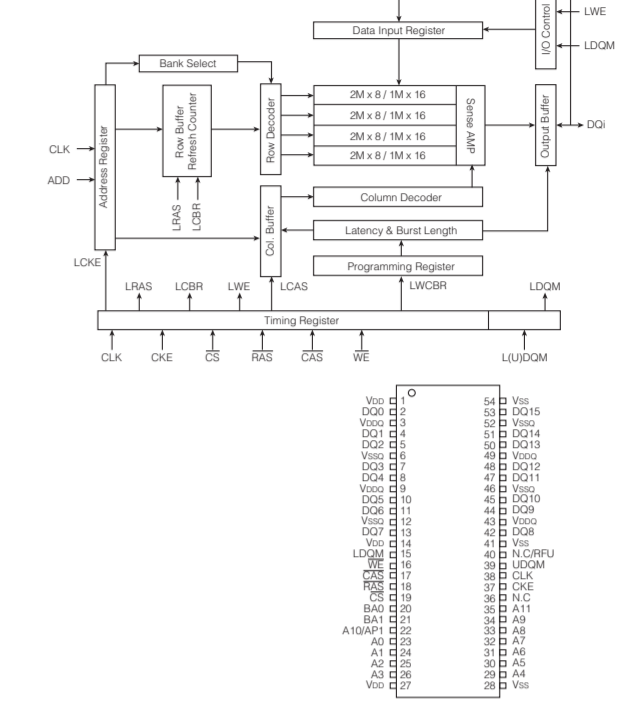 LWE
I/O Control
Data Input Register
LDQM
Bank Select
2M x 8 / 1M x 16
2M x 8 / 1M x 16
2M x 8 / 1M x 16
2M x 8 / 1M x 16
Sense AMP
Output Buffer
DQi
Row Decoder
Row Buffer
Refresh Counter
Address Register
CLK
ADD
LRAS
LCBR
Col. Buffer
Column Decoder
Latency & Burst Length
Programming Register
LCKE
LRAS LCBR LWE LCAS LWCBR LDQM
Timing Register
CLK CKE CS RAS CAS WE L(U)DQM
VDD 1 54 VSS
DQ0 2 53 DQ15
VDDQ 3 52 VSSQ
DQ1 4 51 DQ14
DQ2 5 50 DQ13
VSSQ 6 49 VDDQ
DQ3 7 48 DQ12
DQ4 8 47 DQ11
VDDQ 9 46 VSSQ
DQ5 10 45 DQ10
DQ6 11 44 DQ9
VSSQ 12 43 VDDQ
DQ7 13 42 DQ8
VDD 14 41 VSS
LDQM 15 40 N.C/RFU
WE 16 39 UDQM
CAS 17 38 CLK
RAS 18 37 CKE
CS 19 36 N.C
BA0 20 35 A11
BA1 21 34 A9
A10/AP1 22 33 A8
A0 23 32 A7
A1 24 31 A6
A2 25 30 A5
A3 26 29 A4
VDD 27 28 VSS